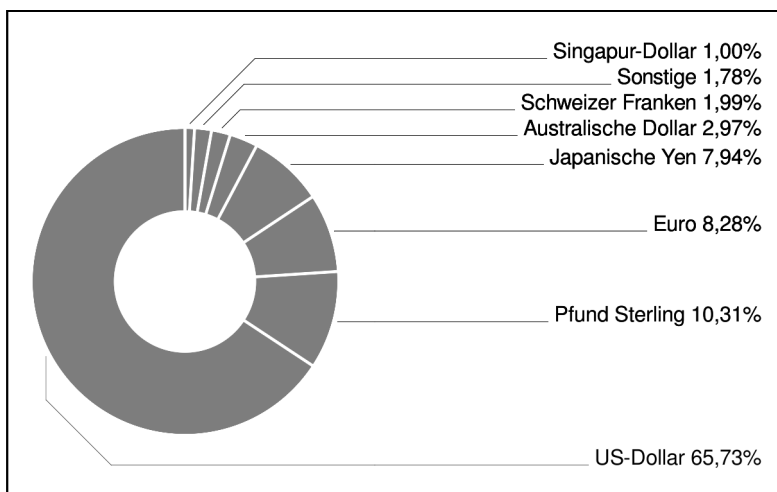 Singapur-Dollar 1,00%
Sonstige 1,78%
Schweizer Franken 1,99%
Australische Dollar 2,97%
Japanische Yen 7,94%
Euro 8,28%
Pfund Sterling 10,31%
US-Dollar 65,73%